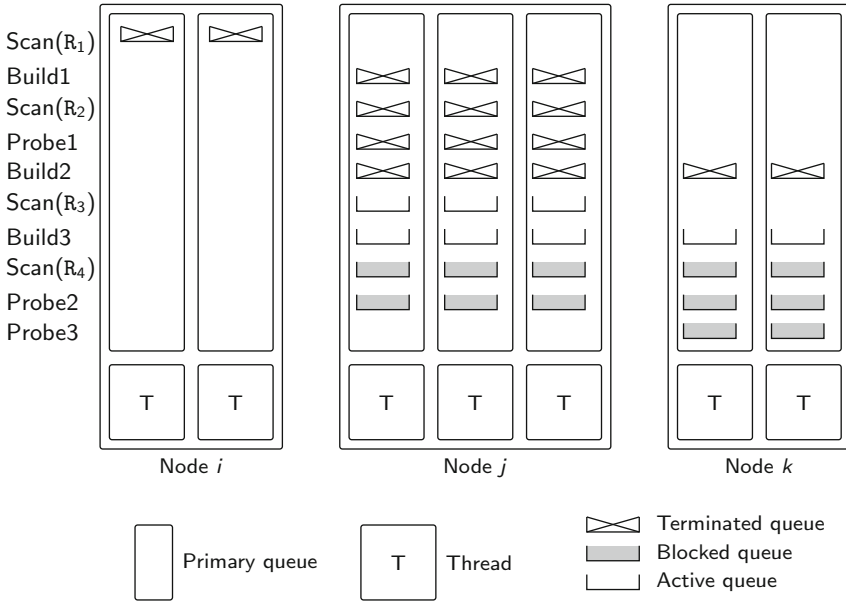 Scan(R₁)
Build1
Scan(R₂)
Probe1
Build2
Scan(R₃)
Build3
Scan(R₄)
Probe2
Probe3
T T T T T T T
Node i Node j Node k
Primary queue
T
Thread
Terminated queue
Blocked queue
Active queue